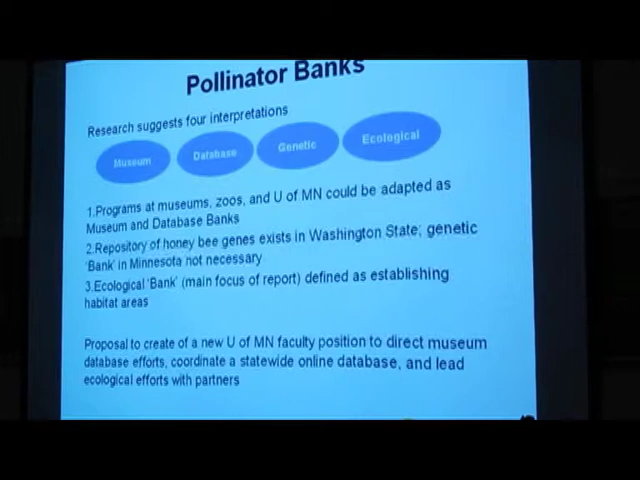 Pollinator Banks
Research suggests four interpretations
Museum Database Genetic Ecological
1.Programs at museums, zoos, and U of MN could be adapted as
Museum and Database Banks
2.Repository of honey bee genes exists in Washington State; genetic
'Bank' in Minnesota not necessary
3.Ecological 'Bank' (main focus of report) defined as establishing
habitat areas
Proposal to create of a new U of MN faculty position to direct museum
database efforts, coordinate a statewide online database, and lead
ecological efforts with partners